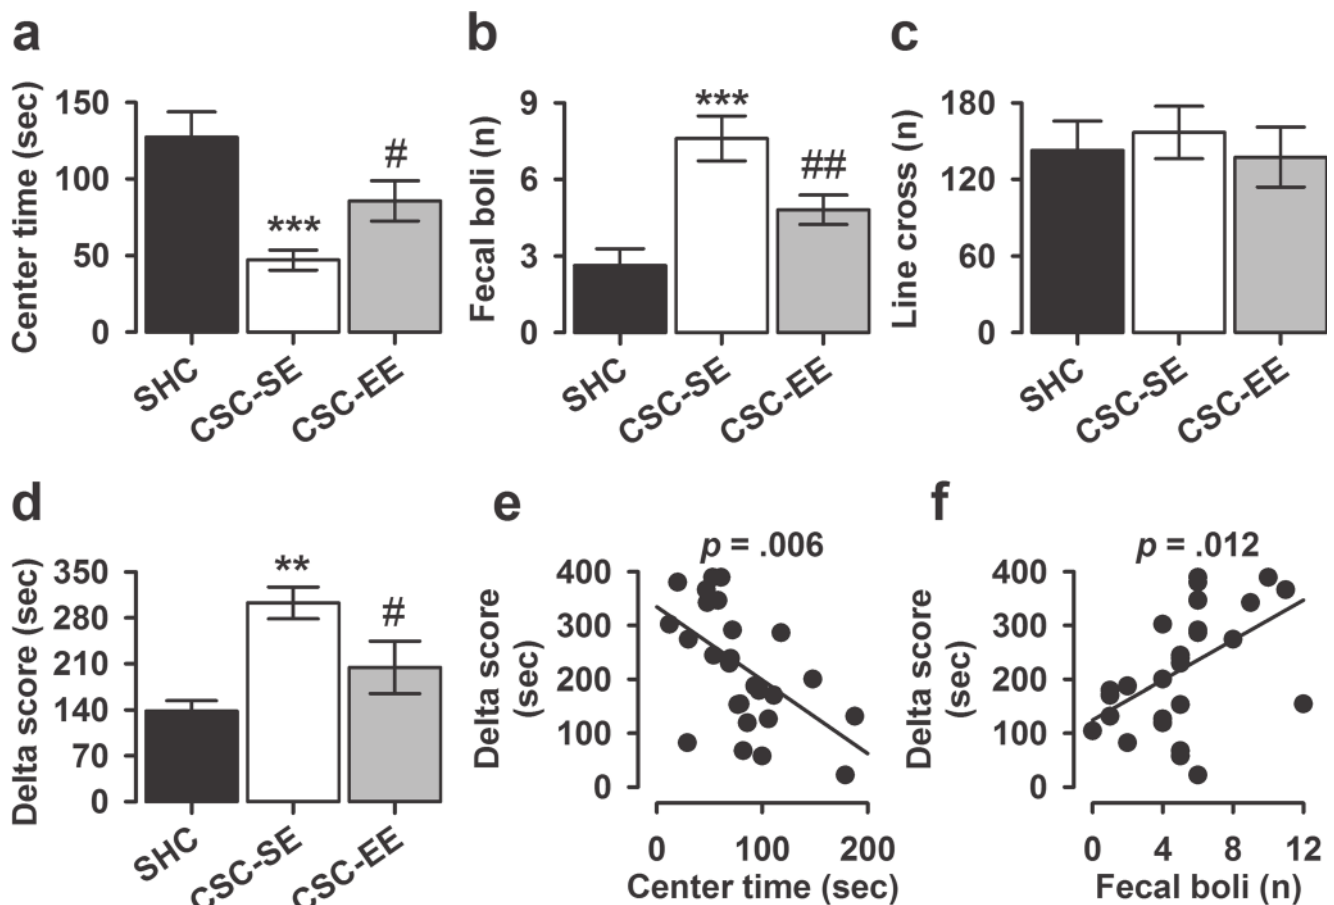 a
Center time (sec)
150
100
50
0
***
#
SHC
CSC-SE
CSC-EE
b
Fecal boli (n)
9
6
3
0
***
##
SHC
CSC-SE
CSC-EE
c
Line cross (n)
180
120
60
0
SHC
CSC-SE
CSC-EE
d
Delta score (sec)
350
280
210
140
70
0
**
#
SHC
CSC-SE
CSC-EE
e
p = .006
Delta score
(sec)
400
300
200
100
0
0 100 200
Center time (sec)
f
p = .012
Delta score
(sec)
400
300
200
100
0
0 4 8 12
Fecal boli (n)